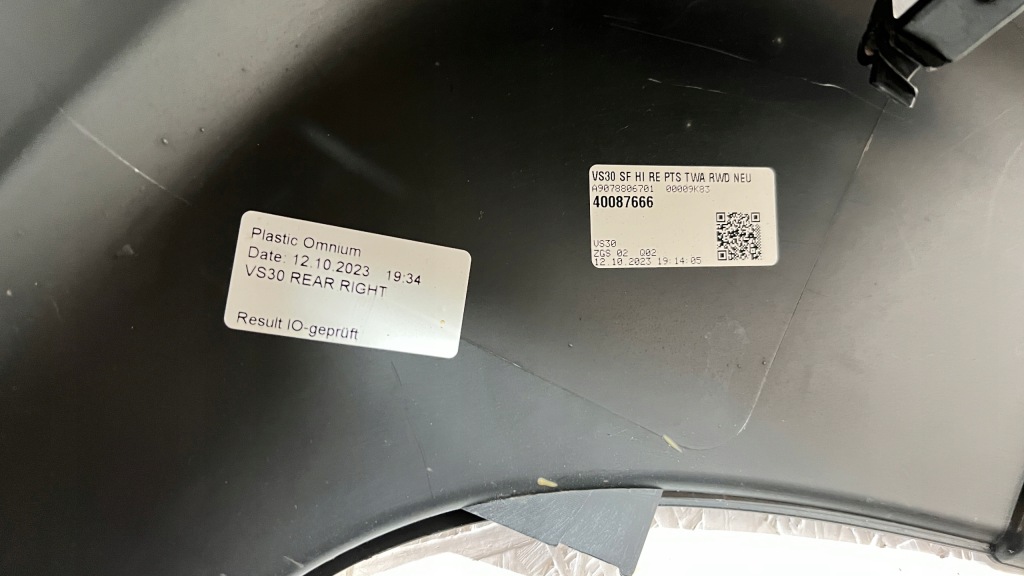 Plastic Omnium
Date: 12.10.2023 19:34
VS30 REAR RIGHT
Result IO-geprüft
VS30 SF HI RE PTS TWA RWD NEU
A9078806701 00009K83
40087666
VS30
ZGS 02 Q02
12.10.2023 19:14:05